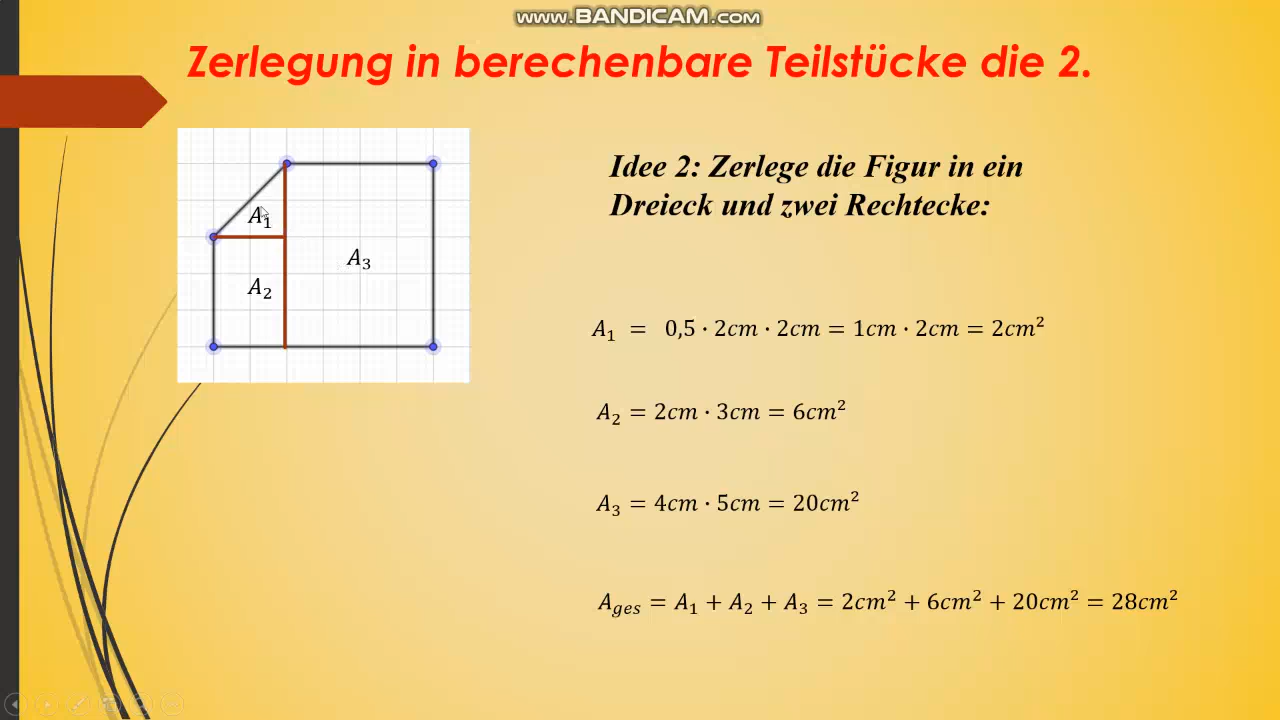 www.BANDICAM.com
Zerlegung in berechenbare Teilstücke die 2.
Idee 2: Zerlege die Figur in ein
Dreieck und zwei Rechtecke:
A₁
A₃
A₂
A₁ = 0,5 · 2cm · 2cm = 1cm · 2cm = 2cm²
A₂ = 2cm · 3cm = 6cm²
A₃ = 4cm · 5cm = 20cm²
A_ges = A₁ + A₂ + A₃ = 2cm² + 6cm² + 20cm² = 28cm²